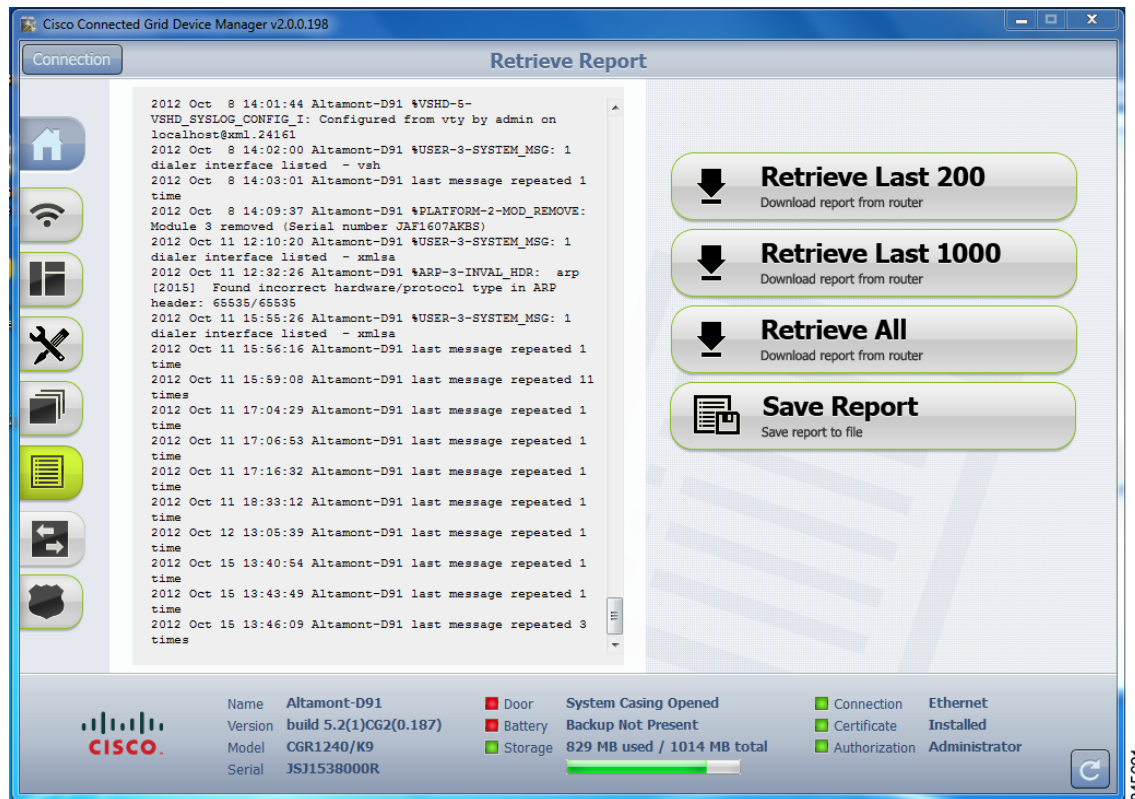 Cisco Connected Grid Device Manager v2.0.0.198
Connection
Retrieve Report
2012 Oct  8 14:01:44 Altamont-D91 %VSHD-5-
VSHD_SYSLOG_CONFIG_I: Configured from vty by admin on
localhost@xml.24161
2012 Oct  8 14:02:00 Altamont-D91 %USER-3-SYSTEM_MSG: 1
dialer interface listed  - vsh
2012 Oct  8 14:03:01 Altamont-D91 last message repeated 1
time
2012 Oct  8 14:09:37 Altamont-D91 %PLATFORM-2-MOD_REMOVE:
Module 3 removed (Serial number JAF1607AKBS)
2012 Oct 11 12:10:20 Altamont-D91 %USER-3-SYSTEM_MSG: 1
dialer interface listed  - xmlsa
2012 Oct 11 12:32:26 Altamont-D91 %ARP-3-INVAL_HDR:  arp
[2015]  Found incorrect hardware/protocol type in ARP
header: 65535/65535
2012 Oct 11 15:55:26 Altamont-D91 %USER-3-SYSTEM_MSG: 1
dialer interface listed  - xmlsa
2012 Oct 11 15:56:16 Altamont-D91 last message repeated 1
time
2012 Oct 11 15:59:08 Altamont-D91 last message repeated 11
times
2012 Oct 11 17:04:29 Altamont-D91 last message repeated 1
time
2012 Oct 11 17:06:53 Altamont-D91 last message repeated 1
time
2012 Oct 11 17:16:32 Altamont-D91 last message repeated 1
time
2012 Oct 11 18:33:12 Altamont-D91 last message repeated 1
time
2012 Oct 12 13:05:39 Altamont-D91 last message repeated 1
time
2012 Oct 15 13:40:54 Altamont-D91 last message repeated 1
time
2012 Oct 15 13:43:49 Altamont-D91 last message repeated 1
time
2012 Oct 15 13:46:09 Altamont-D91 last message repeated 3
times
Retrieve Last 200
Download report from router
Retrieve Last 1000
Download report from router
Retrieve All
Download report from router
Save Report
Save report to file
CISCO.
Name Altamont-D91
Version build 5.2(1)CG2(0.187)
Model CGR1240/K9
Serial JSJ1538000R
Door System Casing Opened
Battery Backup Not Present
Storage 829 MB used / 1014 MB total
Connection Ethernet
Certificate Installed
Authorization Administrator